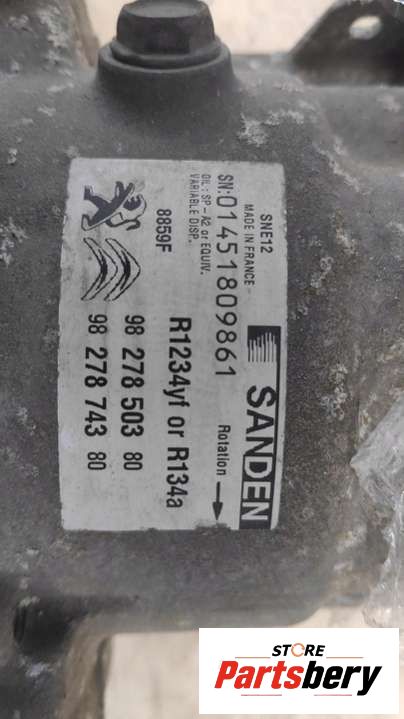 SANDEN
Rotation →
SNE12
MADE IN FRANCE
SN:01451809861
OIL : SP-A2 or EQUIV.
VARIABLE DISP.
8859F
R1234yf or R134a
98 278 503 80
98 278 743 80
STORE
Partsbery